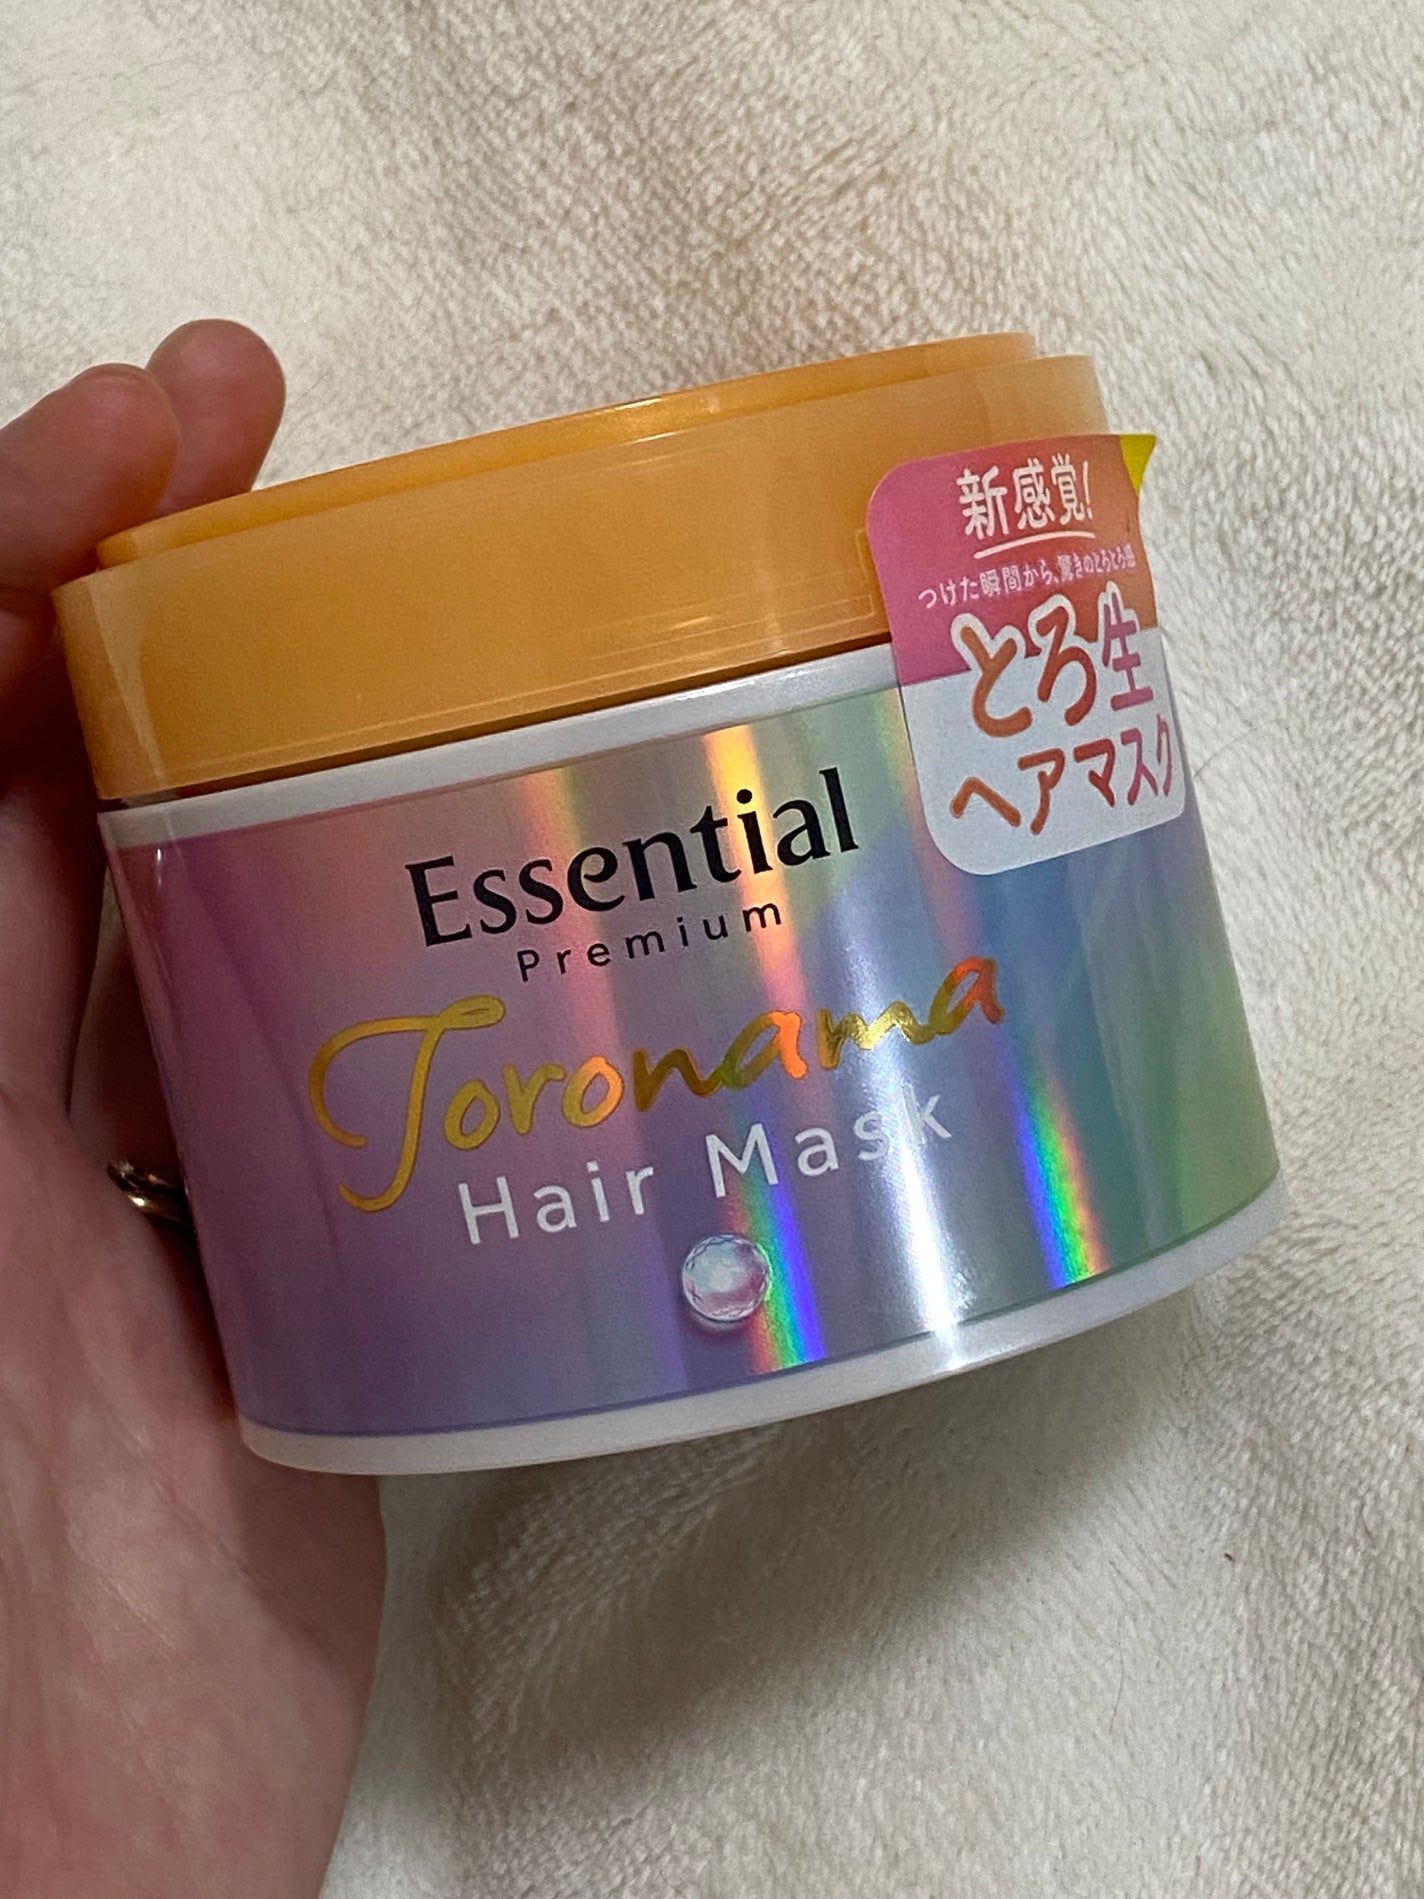 新感覚!
つけた瞬間から、驚きのとろとろ感
とろ生
ヘアマスク
Essential
Premium
Toronama
Hair Mask